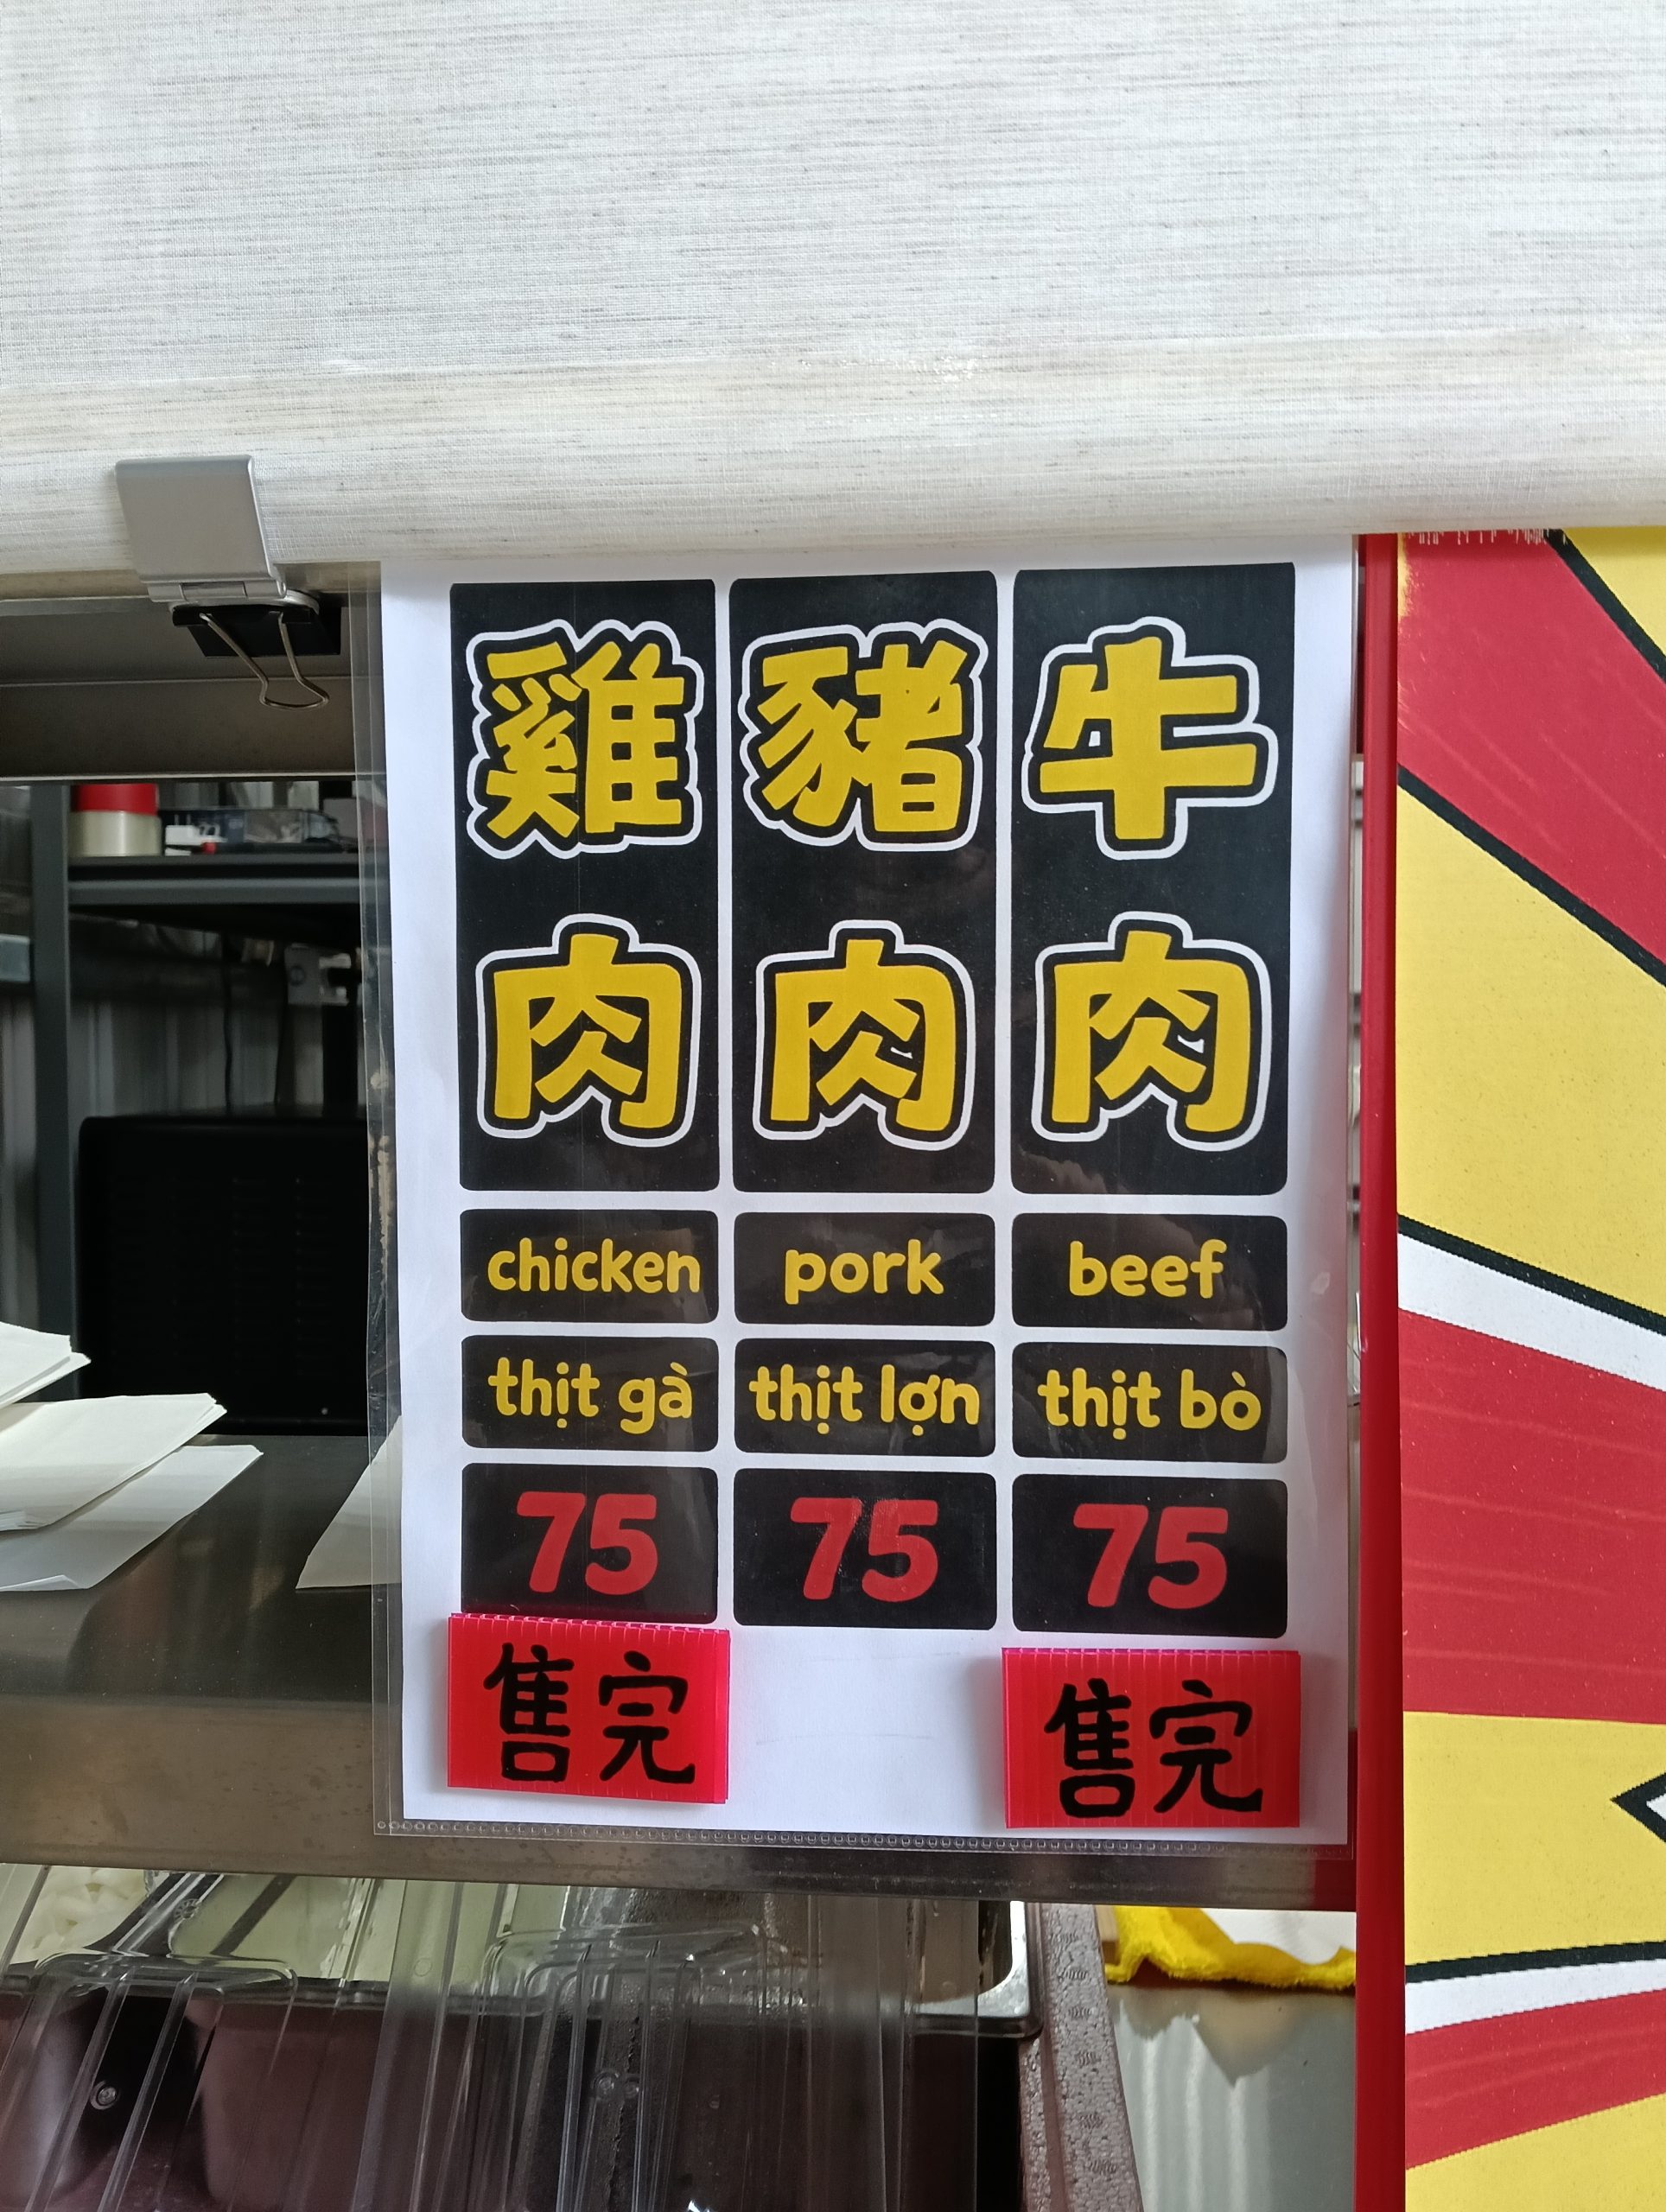 雞肉 豬肉 牛肉
chicken pork beef
thịt gà thịt lợn thịt bò
75 75 75
售完 售完